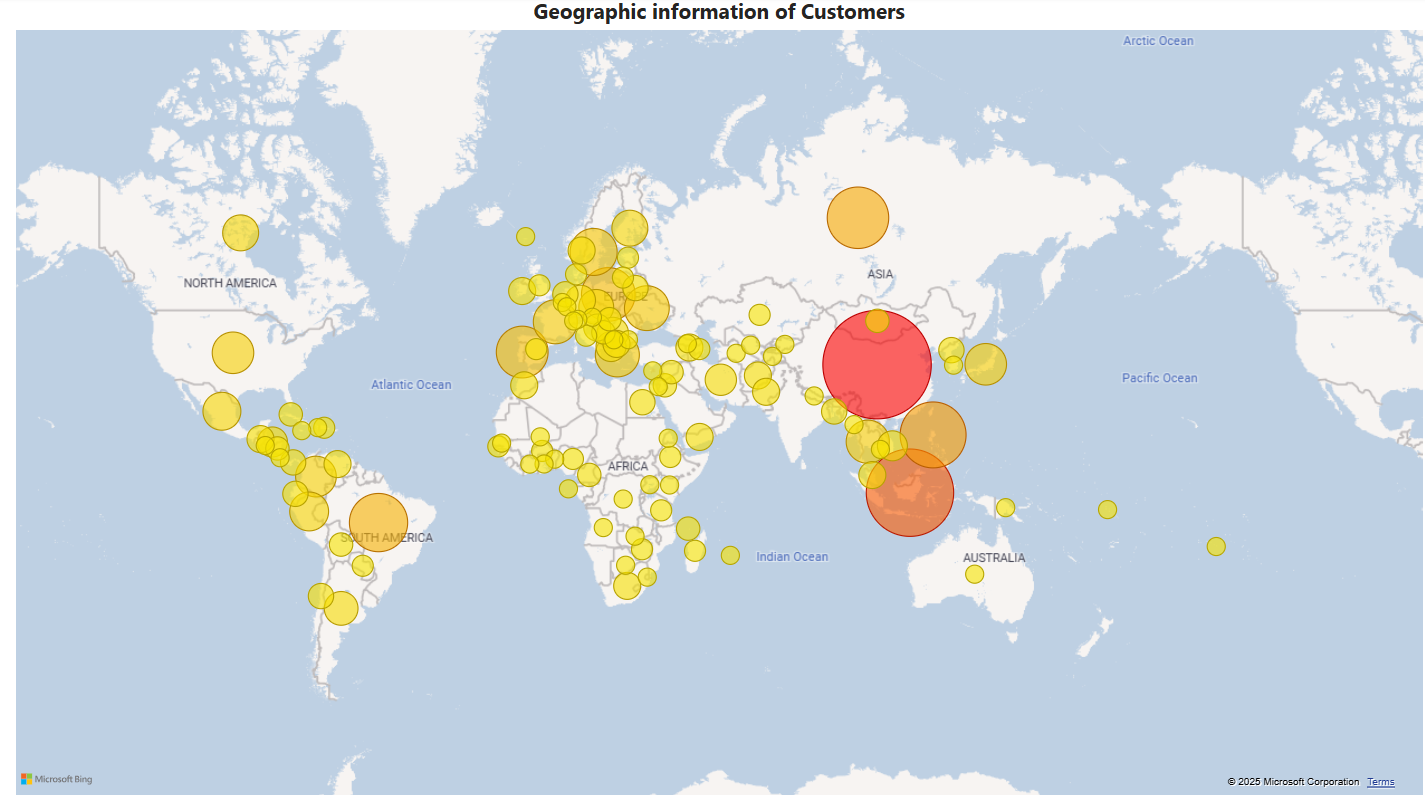 Geographic information of Customers
Arctic Ocean
ASIA
NORTH AMERICA
EUROPE
Atlantic Ocean
Pacific Ocean
AFRICA
SOUTH AMERICA
Indian Ocean
AUSTRALIA
Microsoft Bing
© 2025 Microsoft Corporation Terms